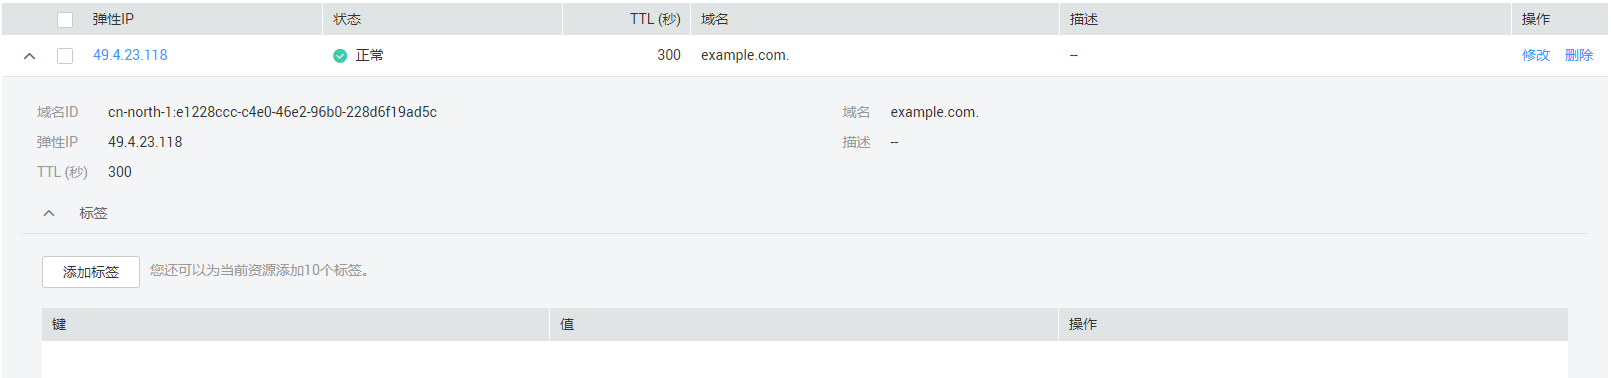 弹性IP 状态 TTL (秒) 域名 描述 操作
49.4.23.118 正常 300 example.com. -- 修改 删除
域名ID cn-north-1:e1228ccc-c4e0-46e2-96b0-228d6f19ad5c 域名 example.com.
弹性IP 49.4.23.118 描述 --
TTL (秒) 300
标签
添加标签 您还可以为当前资源添加10个标签。
键 值 操作